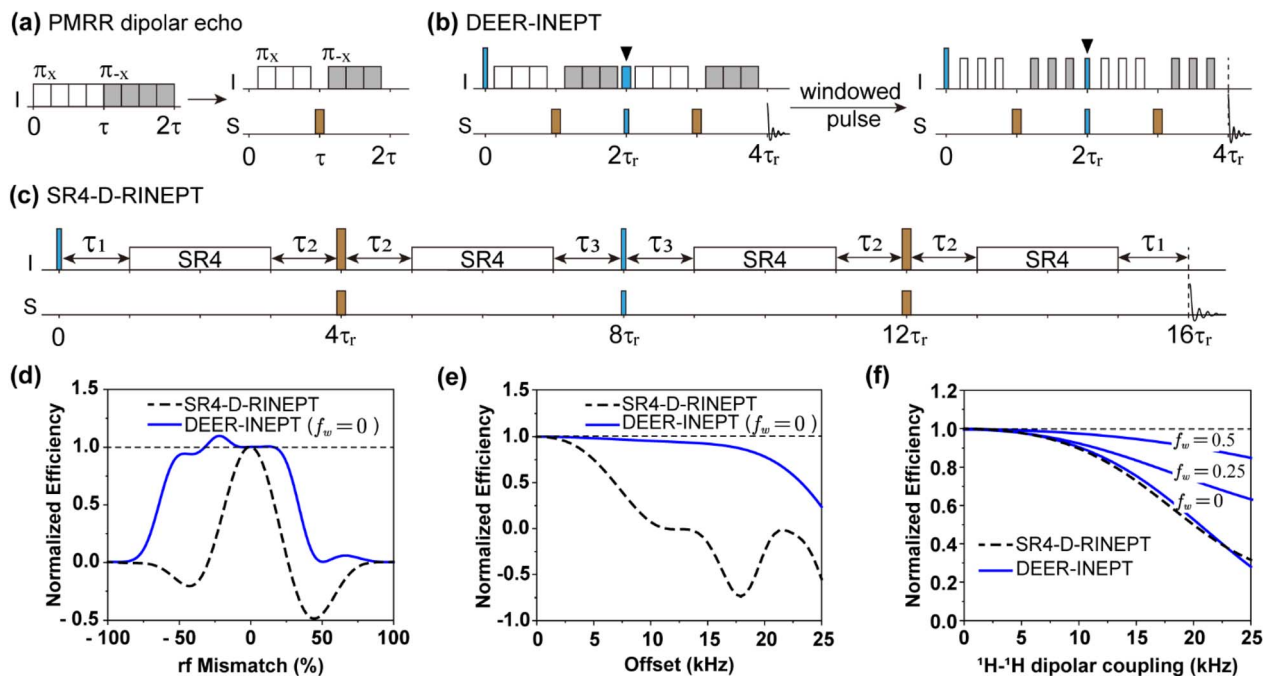 (a) PMRR dipolar echo
πx π-x
I
0 τ 2τ
πx π-x
I
S
0 τ 2τ
(b) DEER-INEPT
I
S
0 2τr 4τr
windowed
pulse
I
S
0 2τr 4τr
(c) SR4-D-RINEPT
τ1 τ2 τ2 τ3 τ3 τ2 τ2 τ1
I SR4 SR4 SR4 SR4
S
0 4τr 8τr 12τr 16τr
(d)
Normalized Efficiency
1.5
1.0
0.5
0.0
-0.5
SR4-D-RINEPT
DEER-INEPT (fw=0)
-100 -50 0 50 100
rf Mismatch (%)
(e)
Normalized Efficiency
1.5
1.0
0.5
0.0
-0.5
-1.0
SR4-D-RINEPT
DEER-INEPT (fw=0)
0 5 10 15 20 25
Offset (kHz)
(f)
Normalized Efficiency
1.2
1.0
0.8
0.6
0.4
0.2
0.0
fw=0.5
fw=0.25
fw=0
SR4-D-RINEPT
DEER-INEPT
0 5 10 15 20 25
¹H-¹H dipolar coupling (kHz)